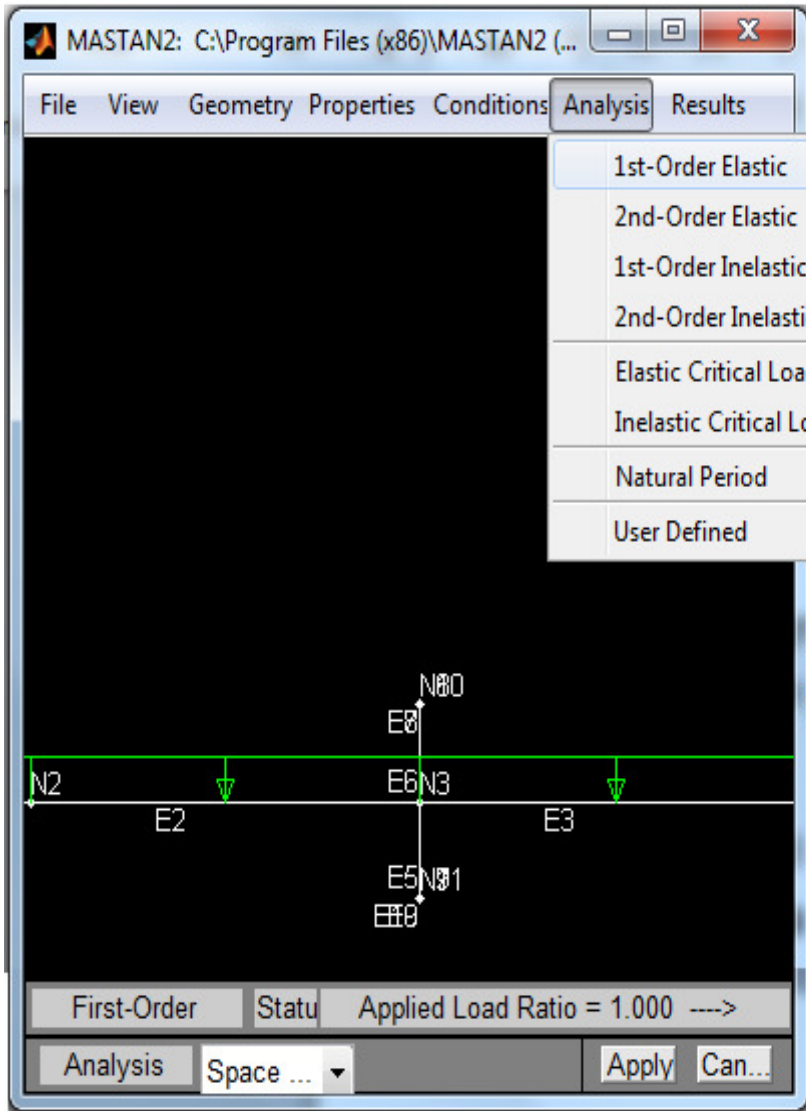 MASTAN2: C:\Program Files (x86)\MASTAN2 (...
File View Geometry Properties Conditions Analysis Results
1st-Order Elastic
2nd-Order Elastic
1st-Order Inelastic
2nd-Order Inelasti
Elastic Critical Loa
Inelastic Critical Lo
Natural Period
User Defined
N2
E6 N3
E2
E3
E5
First-Order Statu Applied Load Ratio = 1.000 ---->
Analysis Space ... Apply Can...